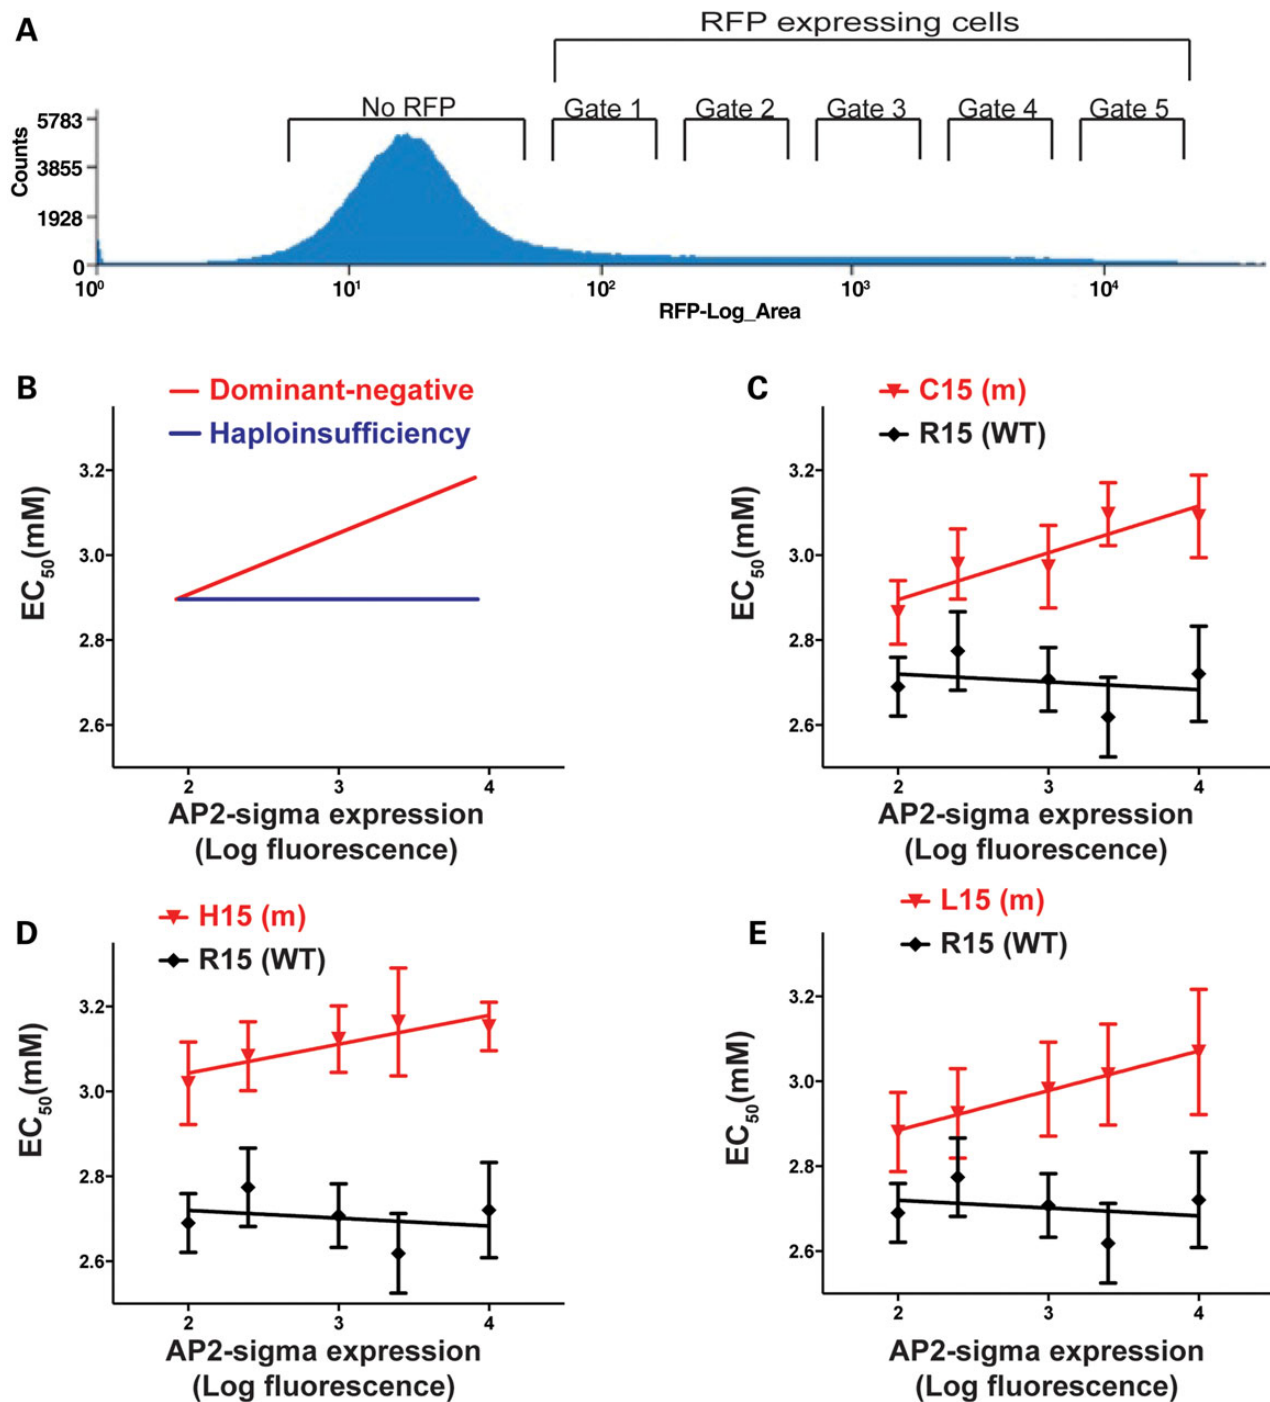 A
RFP expressing cells
No RFP
Gate 1
Gate 2
Gate 3
Gate 4
Gate 5
Counts
5783
3855
1928
0
10⁰
10¹
10²
10³
10⁴
RFP-Log_Area
B
Dominant-negative
Haploinsufficiency
EC₅₀(mM)
3.2
3.0
2.8
2.6
2
3
4
AP2-sigma expression
(Log fluorescence)
C
C15 (m)
R15 (WT)
EC₅₀(mM)
3.2
3.0
2.8
2.6
2
3
4
AP2-sigma expression
(Log fluorescence)
D
H15 (m)
R15 (WT)
EC₅₀(mM)
3.2
3.0
2.8
2.6
2
3
4
AP2-sigma expression
(Log fluorescence)
E
L15 (m)
R15 (WT)
EC₅₀(mM)
3.2
3.0
2.8
2.6
2
3
4
AP2-sigma expression
(Log fluorescence)